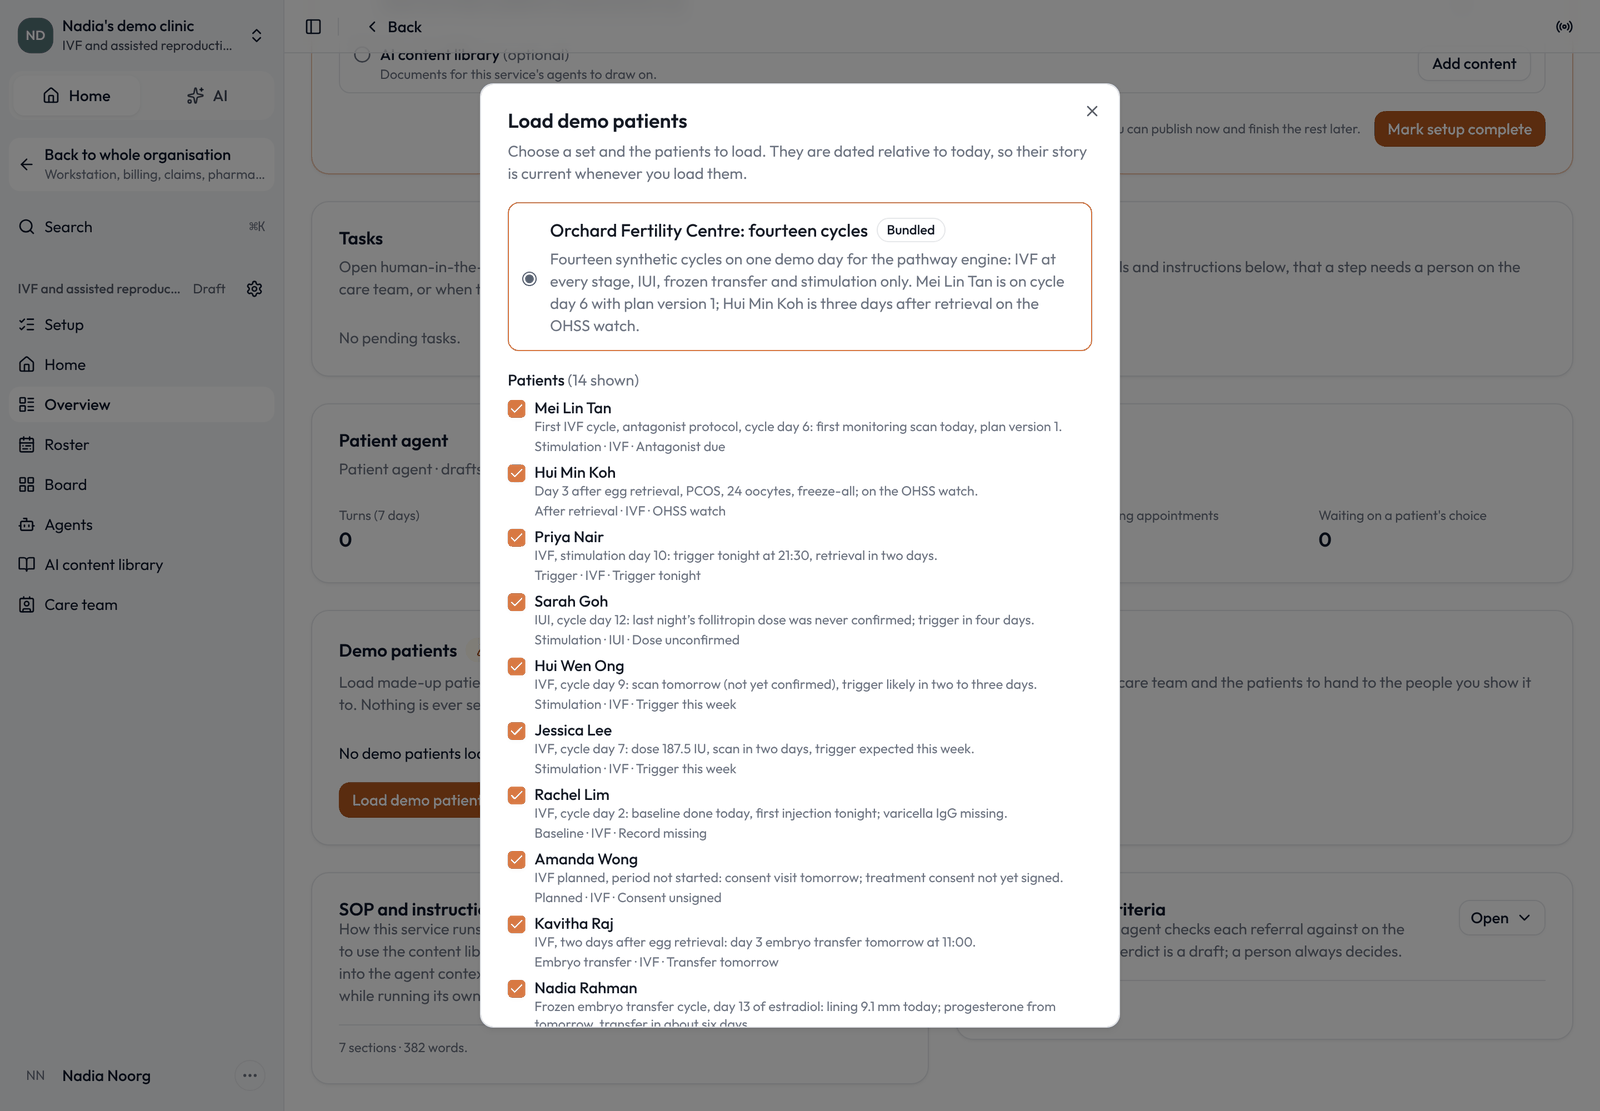 ND
Nadia's demo clinic
IVF and assisted reproducti...
Home
AI
Back to whole organisation
Workstation, billing, claims, pharma...
Search
⌘K
IVF and assisted reproduc...
Draft
Setup
Home
Overview
Roster
Board
Agents
AI content library
Care team
NN
Nadia Noorg
Back
AI content library (optional)
Documents for this service's agents to draw on.
Add content
u can publish now and finish the rest later.
Mark setup complete
Tasks
Open human-in-the-
ls and instructions below, that a step needs a person on the
care team, or when t
No pending tasks.
Patient agent
Patient agent · drafts
Turns (7 days)
0
ng appointments
Waiting on a patient's choice
0
Demo patients
Load made-up patie
care team and the patients to hand to the people you show it
to. Nothing is ever se
No demo patients loa
Load demo patient
SOP and instructi
How this service runs
to use the content lib
into the agent contex
while running its own
7 sections · 382 words.
riteria
agent checks each referral against on the
erdict is a draft; a person always decides.
Open
Load demo patients
Choose a set and the patients to load. They are dated relative to today, so their story
is current whenever you load them.
Orchard Fertility Centre: fourteen cycles
Bundled
Fourteen synthetic cycles on one demo day for the pathway engine: IVF at
every stage, IUI, frozen transfer and stimulation only. Mei Lin Tan is on cycle
day 6 with plan version 1; Hui Min Koh is three days after retrieval on the
OHSS watch.
Patients (14 shown)
Mei Lin Tan
First IVF cycle, antagonist protocol, cycle day 6: first monitoring scan today, plan version 1.
Stimulation · IVF · Antagonist due
Hui Min Koh
Day 3 after egg retrieval, PCOS, 24 oocytes, freeze-all; on the OHSS watch.
After retrieval · IVF · OHSS watch
Priya Nair
IVF, stimulation day 10: trigger tonight at 21:30, retrieval in two days.
Trigger · IVF · Trigger tonight
Sarah Goh
IUI, cycle day 12: last night's follitropin dose was never confirmed; trigger in four days.
Stimulation · IUI · Dose unconfirmed
Hui Wen Ong
IVF, cycle day 9: scan tomorrow (not yet confirmed), trigger likely in two to three days.
Stimulation · IVF · Trigger this week
Jessica Lee
IVF, cycle day 7: dose 187.5 IU, scan in two days, trigger expected this week.
Stimulation · IVF · Trigger this week
Rachel Lim
IVF, cycle day 2: baseline done today, first injection tonight; varicella IgG missing.
Baseline · IVF · Record missing
Amanda Wong
IVF planned, period not started: consent visit tomorrow; treatment consent not yet signed.
Planned · IVF · Consent unsigned
Kavitha Raj
IVF, two days after egg retrieval: day 3 embryo transfer tomorrow at 11:00.
Embryo transfer · IVF · Transfer tomorrow
Nadia Rahman
Frozen embryo transfer cycle, day 13 of estradiol: lining 9.1 mm today; progesterone from
tomorrow, transfer in about six days.